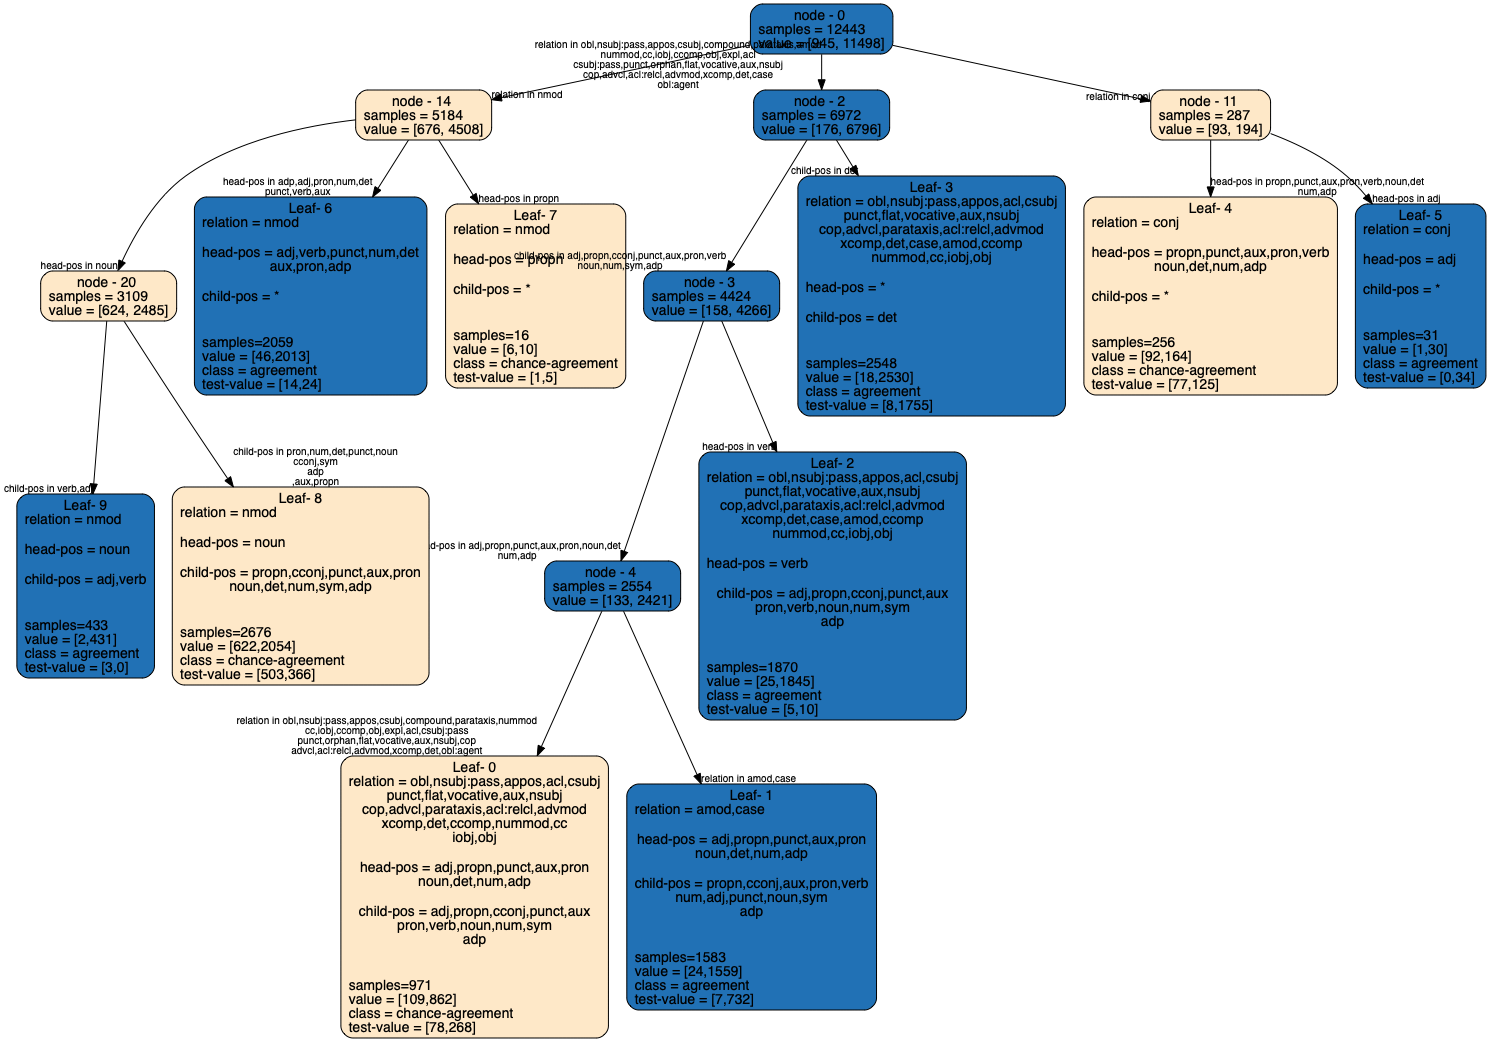 node - 0
samples = 12443
value = [945, 11498]
relation in obl,nsubj:pass,appos,csubj,compound,parataxis,amod
nummod,cc,iobj,ccomp,obj,expl,acl
csubj:pass,punct,orphan,flat,vocative,aux,nsubj
cop,advcl,acl:relcl,advmod,xcomp,det,case
obl:agent
relation in nmod
relation in conj
node - 14
samples = 5184
value = [676, 4508]
node - 2
samples = 6972
value = [176, 6796]
node - 11
samples = 287
value = [93, 194]
head-pos in adp,adj,pron,num,det
punct,verb,aux
head-pos in propn
child-pos in det
head-pos in propn,punct,aux,pron,verb,noun,det
num,adp
head-pos in adj
Leaf- 6
relation = nmod
head-pos = adj,verb,punct,num,det
aux,pron,adp
child-pos = *
samples=2059
value = [46,2013]
class = agreement
test-value = [14,24]
Leaf- 7
relation = nmod
head-pos = propn
child-pos = *
samples=16
value = [6,10]
class = chance-agreement
test-value = [1,5]
Leaf- 3
relation = obl,nsubj:pass,appos,acl,csubj
punct,flat,vocative,aux,nsubj
cop,advcl,parataxis,acl:relcl,advmod
xcomp,det,case,amod,ccomp
nummod,cc,iobj,obj
head-pos = *
child-pos = det
samples=2548
value = [18,2530]
class = agreement
test-value = [8,1755]
Leaf- 4
relation = conj
head-pos = propn,punct,aux,pron,verb
noun,det,num,adp
child-pos = *
samples=256
value = [92,164]
class = chance-agreement
test-value = [77,125]
Leaf- 5
relation = conj
head-pos = adj
child-pos = *
samples=31
value = [1,30]
class = agreement
test-value = [0,34]
head-pos in noun
child-pos in adj,propn,cconj,punct,aux,pron,verb
noun,num,sym,adp
node - 20
samples = 3109
value = [624, 2485]
node - 3
samples = 4424
value = [158, 4266]
child-pos in verb,adj
child-pos in pron,num,det,punct,noun
cconj,sym
adp
,aux,propn
head-pos in verb
Leaf- 9
relation = nmod
head-pos = noun
child-pos = adj,verb
samples=433
value = [2,431]
class = agreement
test-value = [3,0]
Leaf- 8
relation = nmod
head-pos = noun
child-pos = propn,cconj,punct,aux,pron
noun,det,num,sym,adp
samples=2676
value = [622,2054]
class = chance-agreement
test-value = [503,366]
d-pos in adj,propn,punct,aux,pron,noun,det
num,adp
node - 4
samples = 2554
value = [133, 2421]
Leaf- 2
relation = obl,nsubj:pass,appos,acl,csubj
punct,flat,vocative,aux,nsubj
cop,advcl,parataxis,acl:relcl,advmod
xcomp,det,case,amod,ccomp
nummod,cc,iobj,obj
head-pos = verb
child-pos = adj,propn,cconj,punct,aux
pron,verb,noun,num,sym
adp
samples=1870
value = [25,1845]
class = agreement
test-value = [5,10]
relation in obl,nsubj:pass,appos,csubj,compound,parataxis,nummod
cc,iobj,ccomp,obj,expl,acl,csubj:pass
punct,orphan,flat,vocative,aux,nsubj,cop
advcl,acl:relcl,advmod,xcomp,det,obl:agent
relation in amod,case
Leaf- 0
relation = obl,nsubj:pass,appos,acl,csubj
punct,flat,vocative,aux,nsubj
cop,advcl,parataxis,acl:relcl,advmod
xcomp,det,ccomp,nummod,cc
iobj,obj
head-pos = adj,propn,punct,aux,pron
noun,det,num,adp
child-pos = adj,propn,cconj,punct,aux
pron,verb,noun,num,sym
adp
samples=971
value = [109,862]
class = chance-agreement
test-value = [78,268]
Leaf- 1
relation = amod,case
head-pos = adj,propn,punct,aux,pron
noun,det,num,adp
child-pos = propn,cconj,aux,pron,verb
num,adj,punct,noun,sym
adp
samples=1583
value = [24,1559]
class = agreement
test-value = [7,732]